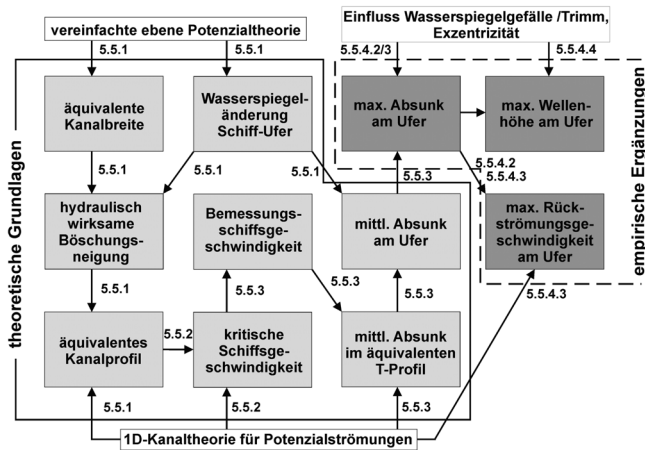 vereinfachte ebene Potenzialtheorie
Einfluss Wasserspiegelgefälle /Trimm,
Exzentrizität
5.5.1
5.5.1
5.5.4.2/3
5.5.4.4
theoretische Grundlagen
äquivalente
Kanalbreite
Wasserspiegel-
änderung
Schiff-Ufer
max. Absunk
am Ufer
max. Wellen-
höhe am Ufer
empirische Ergänzungen
5.5.1
5.5.1
5.5.1
5.5.3
5.5.4.2
5.5.4.3
hydraulisch
wirksame
Böschungs-
neigung
Bemessungs-
schiffsge-
schwindigkeit
mittl. Absunk
am Ufer
max. Rück-
strömungsge-
schwindigkeit
am Ufer
5.5.1
5.5.3
5.5.3
5.5.3
5.5.4.3
äquivalentes
Kanalprofil
5.5.2
kritische
Schiffsge-
schwindigkeit
mittl. Absunk
im äquivalenten
T-Profil
5.5.1
5.5.2
5.5.3
1D-Kanaltheorie für Potenzialströmungen